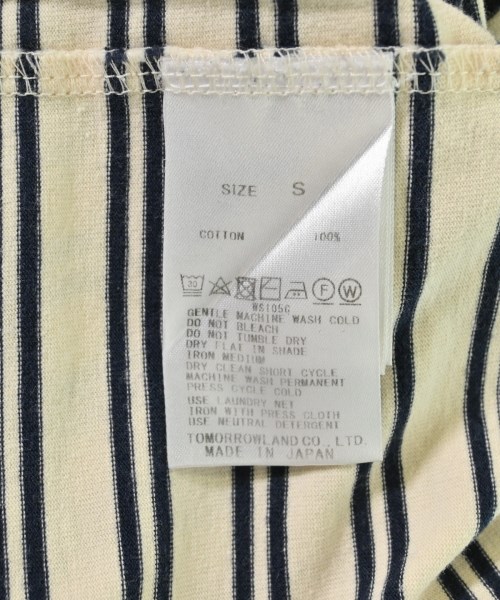 SIZE S
COTTON 100%
30
F
W
WS105G
GENTLE MACHINE WASH COLD
DO NOT BLEACH
DO NOT TUMBLE DRY
DRY FLAT IN SHADE
IRON MEDIUM
DRY CLEAN SHORT CYCLE
MACHINE WASH PERMANENT
PRESS CYCLE COLD
USE LAUNDRY NET
IRON WITH PRESS CLOTH
USE NEUTRAL DETERGENT
TOMORROWLAND CO., LTD.
MADE IN JAPAN